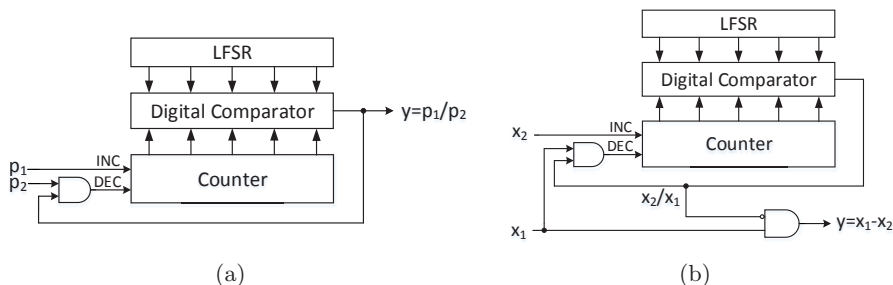 LFSR
Digital Comparator
y=p1/p2
p1
INC
p2
DEC
Counter
(a)
LFSR
Digital Comparator
x2
INC
DEC
Counter
x2/x1
x1
y=x1-x2
(b)